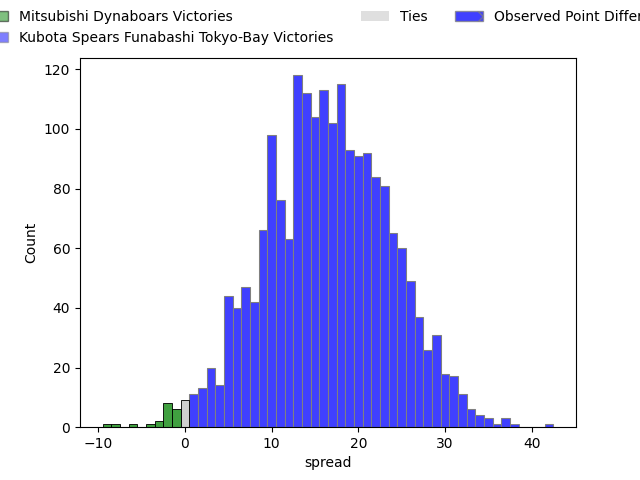 Mitsubishi Dynaboars Victories
Ties
Observed Point
Kubota Spears Funabashi Tokyo-Bay Victories
120
100
80
60
40
20
0
Count
−10
0
10
20
30
40
spread